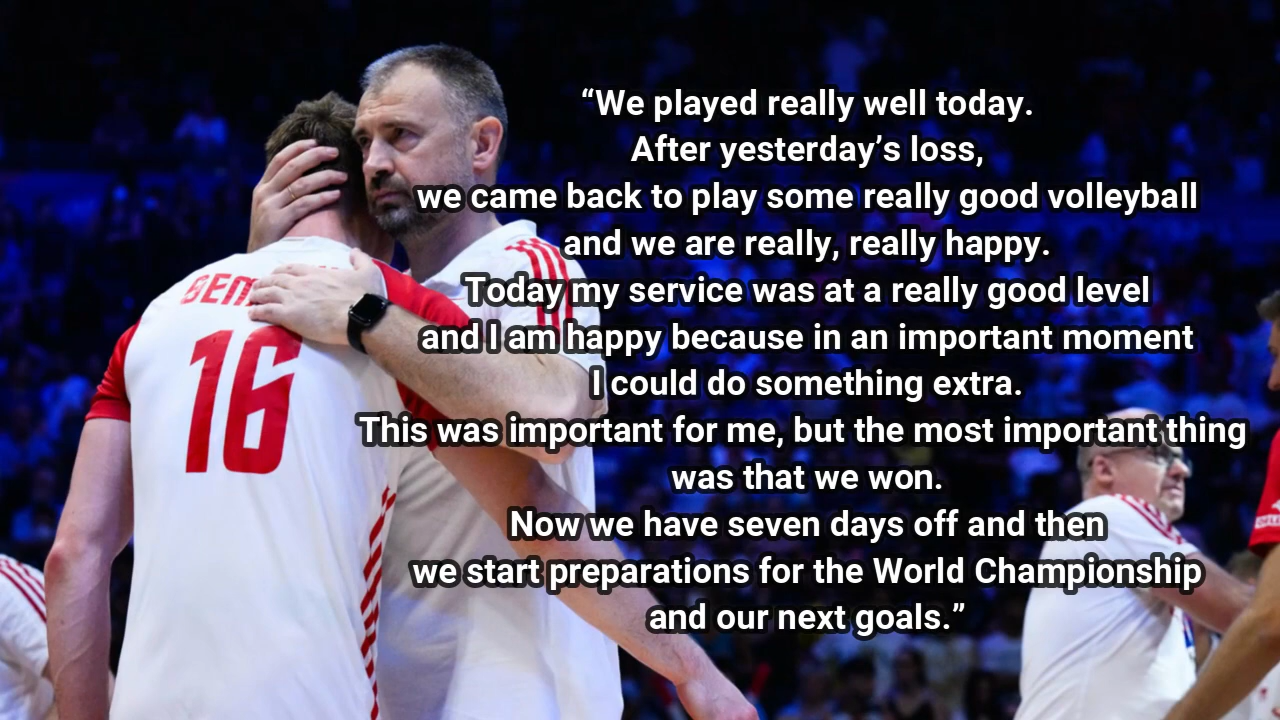 “We played really well today.
After yesterday’s loss,
we came back to play some really good volleyball
and we are really, really happy.
Today my service was at a really good level
and I am happy because in an important moment
I could do something extra.
This was important for me, but the most important thing
was that we won.
Now we have seven days off and then
we start preparations for the World Championship
and our next goals.”
16